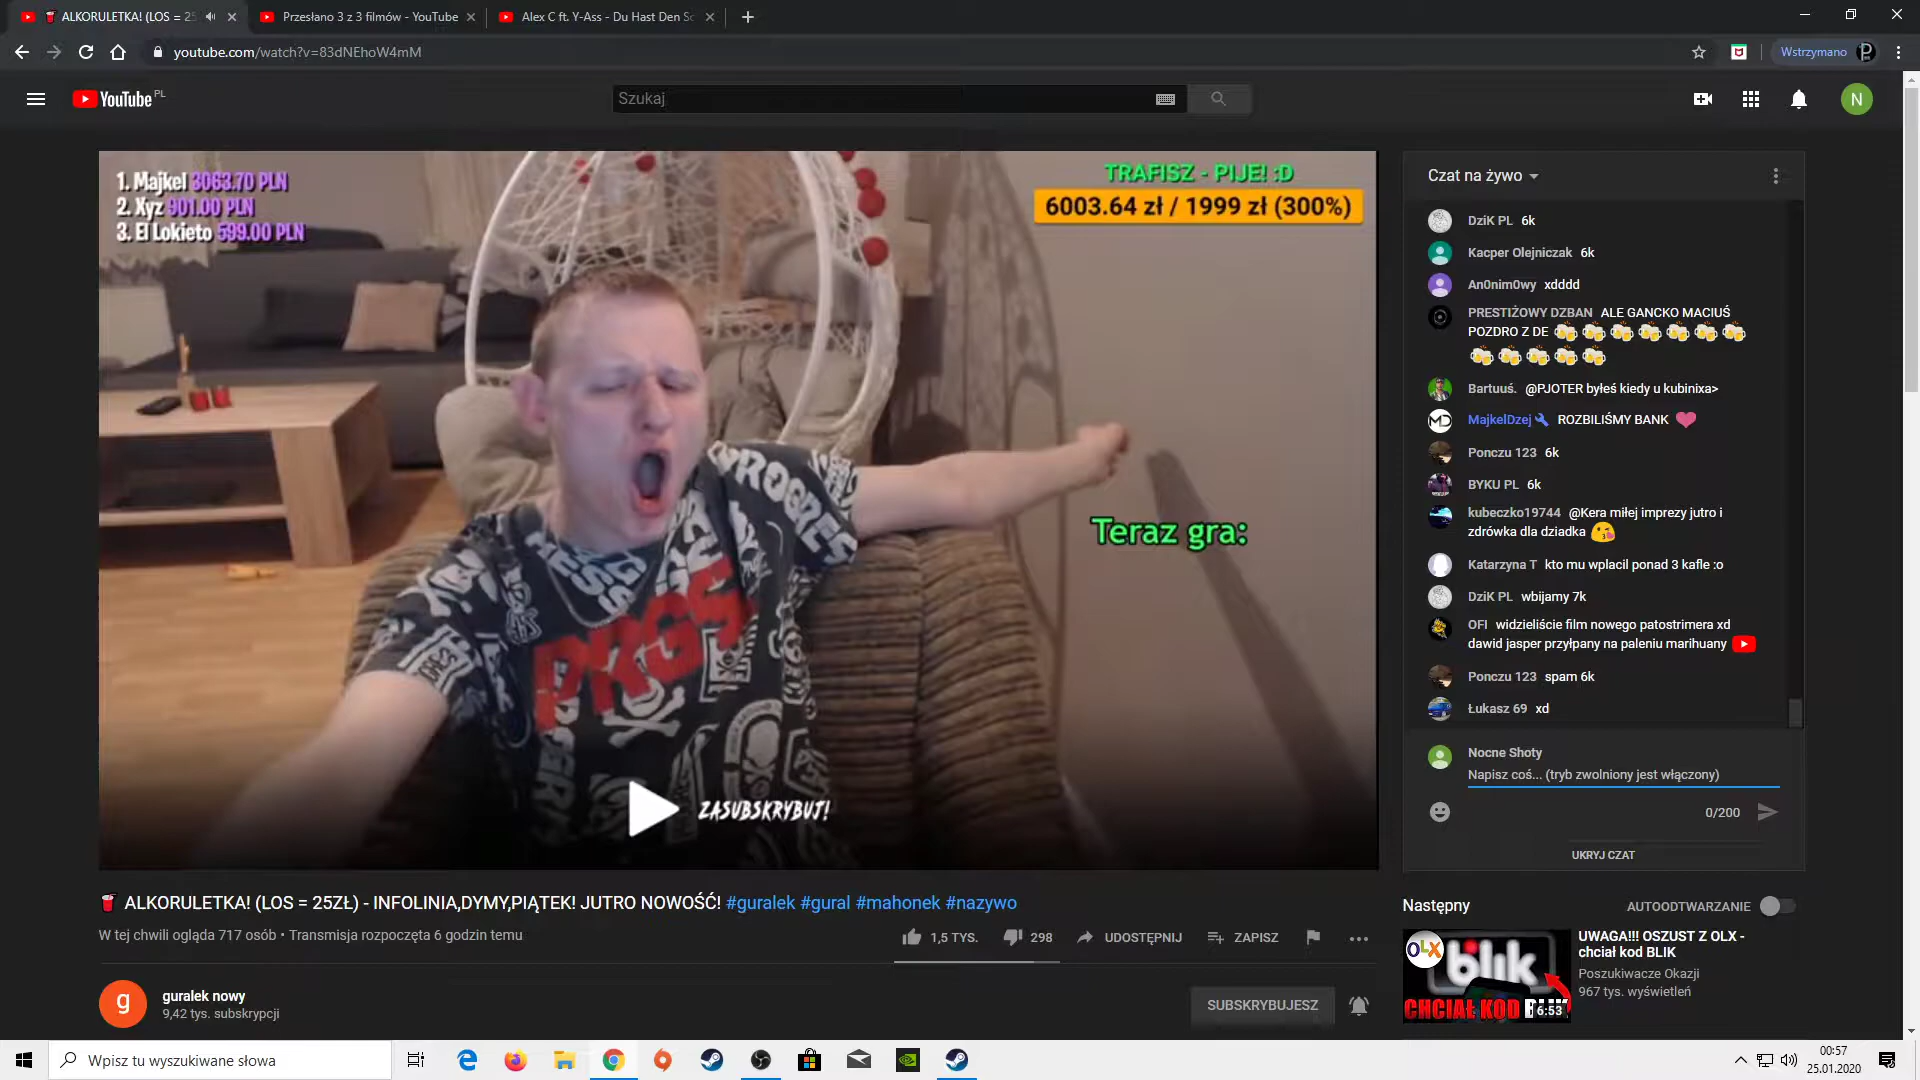 ALKORULETKA! (LOS = 25
Przesłano 3 z 3 filmów - YouTube
Alex C ft. Y-Ass - Du Hast Den Sc
youtube.com/watch?v=83dNEhoW4mM
Wstrzymano
YouTube PL
Szukaj
N
1. Majkel 3063.70 PLN
2. Xyz 901.00 PLN
3. El Lokieto 599.00 PLN
TRAFISZ - PIJE! :D
6003.64 zł / 1999 zł (300%)
PROGRESS
PRGS
Teraz gra:
ZASUBSKRYBUJ!
Czat na żywo
DziK PL 6k
Kacper Olejniczak 6k
An0nim0wy xdddd
PRESTIŻOWY DZBAN ALE GANCKO MACIUŚ
POZDRO Z DE 🍻🍻🍻🍻🍻🍻🍻
🍻🍻🍻🍻🍻
Bartuuś. @PJOTER byłeś kiedy u kubinixa>
MD
MajkelDzej ROZBILIŚMY BANK
Ponczu 123 6k
BYKU PL 6k
kubeczko19744 @Kera miłej imprezy jutro i
zdrówka dla dziadka 😘
Katarzyna T kto mu wplacil ponad 3 kafle :o
DziK PL wbijamy 7k
OFI widzieliście film nowego patostrimera xd
dawid jasper przyłpany na paleniu marihuany
Ponczu 123 spam 6k
Łukasz 69 xd
Nocne Shoty
Napisz coś... (tryb zwolniony jest włączony)
0/200
UKRYJ CZAT
ALKORULETKA! (LOS = 25ZŁ) - INFOLINIA,DYMY,PIĄTEK! JUTRO NOWOŚĆ! #guralek #gural #mahonek #nazywo
W tej chwili ogląda 717 osób • Transmisja rozpoczęta 6 godzin temu
1,5 TYS.
298
UDOSTĘPNIJ
ZAPISZ
g
guralek nowy
9,42 tys. subskrypcji
SUBSKRYBUJESZ
Następny
AUTOODTWARZANIE
OLX
blik
CHCIAŁ KOD
6:53
UWAGA!!! OSZUST Z OLX -
chciał kod BLIK
Poszukiwacze Okazji
967 tys. wyświetleń
Wpisz tu wyszukiwane słowa
00:57
25.01.2020